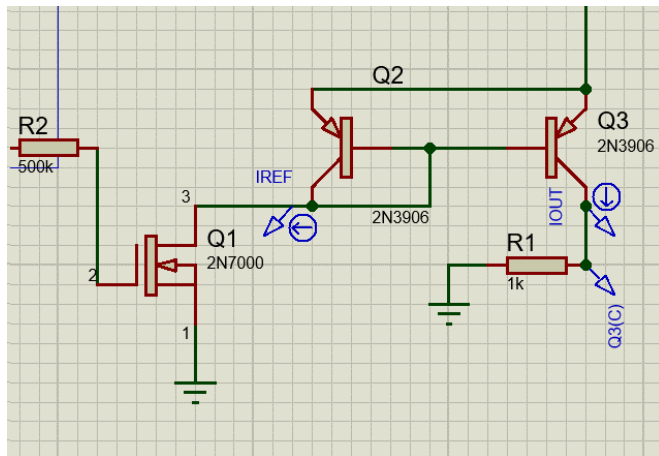 Q2
R2
500k
Q3
2N3906
IREF
IOUT
3
2N3906
Q1
2N7000
R1
1k
2
Q3(C)
1